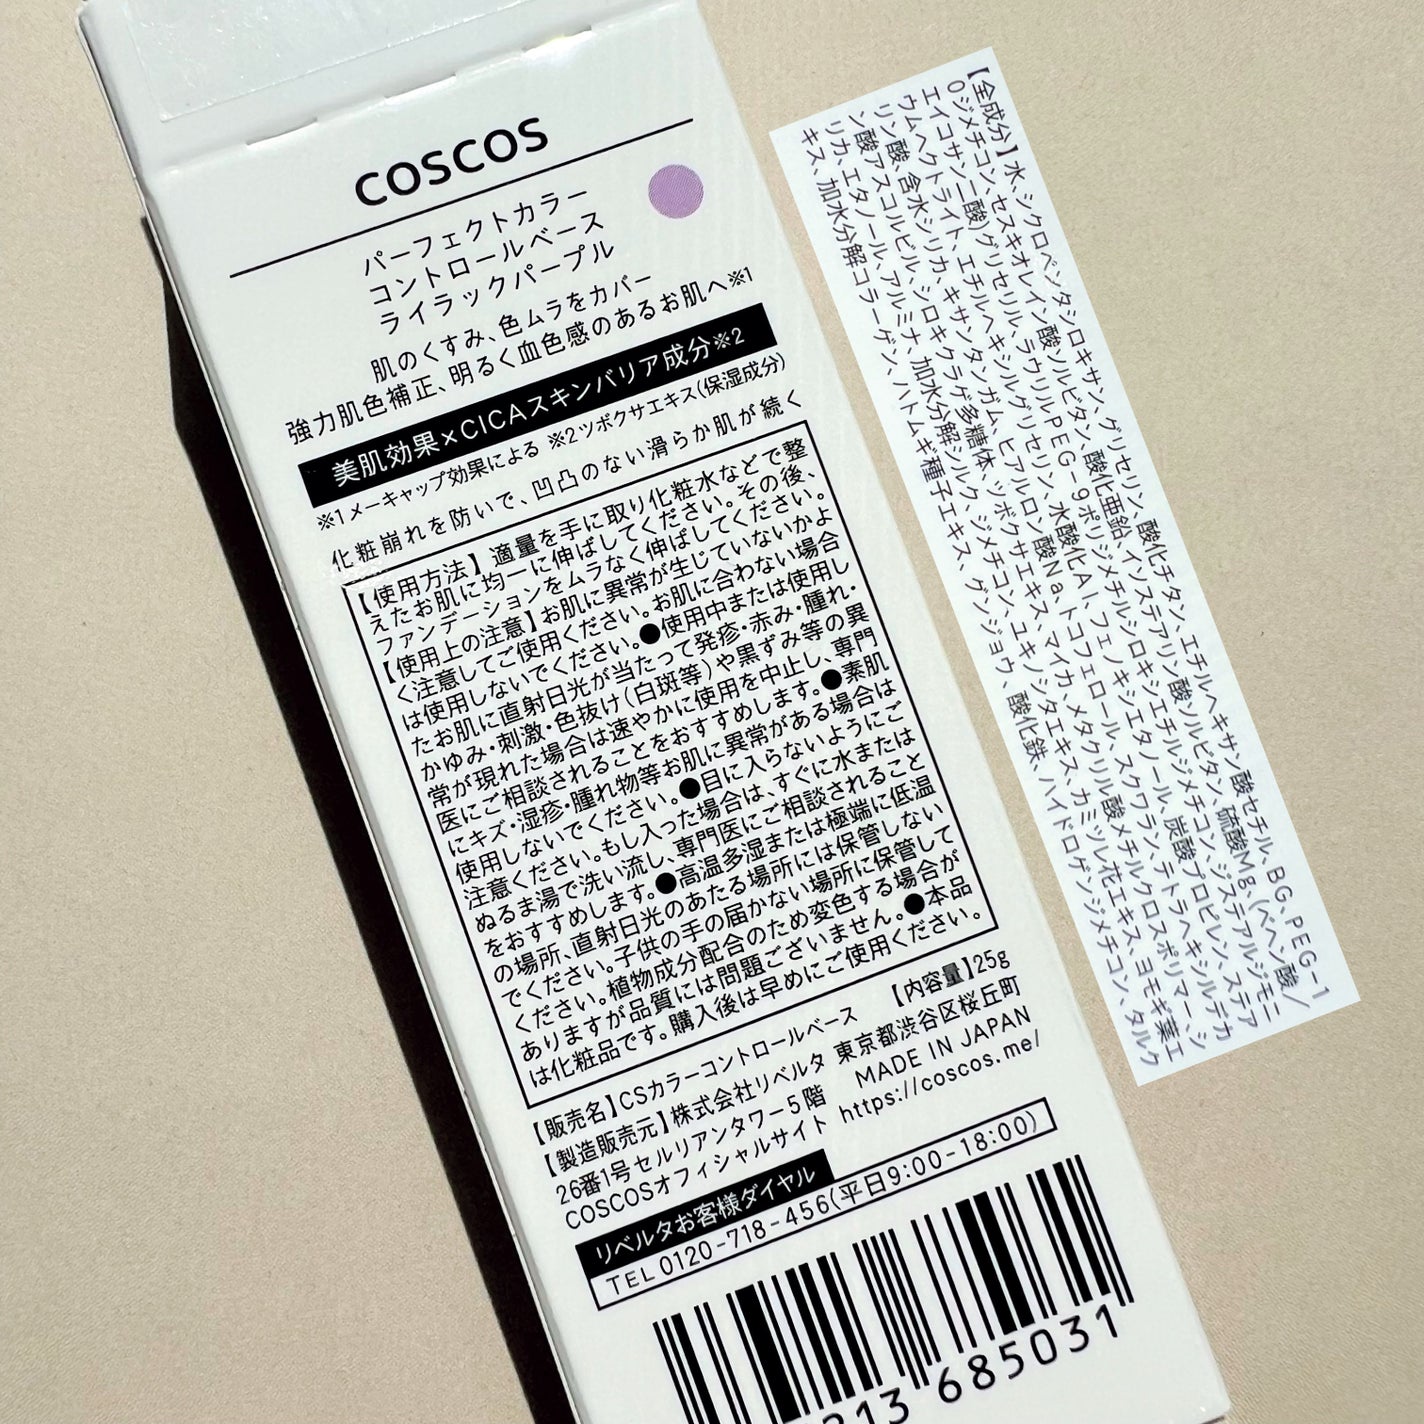 COSCOS
パーフェクトカラー
コントロールベース
ライラックパープル
肌のくすみ、色ムラをカバー
強力肌色補正、明るく血色感のあるお肌へ※1
美肌効果×CICAスキンバリア成分※2
※1メーキャップ効果による ※2ツボクサエキス(保湿成分)
化粧崩れを防いで、凹凸のない滑らか肌が続く
【使用方法】適量を手に取り化粧水などで整
えたお肌に均一に伸ばしてください。その後、
ファンデーションをムラなく伸ばしてください。
【使用上の注意】お肌に異常が生じていないかよ
く注意してご使用ください。お肌に合わない場合
は使用しないでください。●使用中または使用し
たお肌に直射日光が当たって発疹・赤み・腫れ・
かゆみ・刺激・色抜け(白斑等)や黒ずみ等の異
常が現れた場合は速やかに使用を中止し、専門
医にご相談されることをおすすめします。●素肌
にキズ・湿疹・腫れ物等お肌に異常がある場合は
使用しないでください。●目に入らないようにご
注意ください。もし入った場合は、すぐに水または
ぬるま湯で洗い流し、専門医にご相談されること
をおすすめします。●高温多湿または極端に低温
の場所、直射日光のあたる場所には保管しない
でください。子供の手の届かない場所に保管して
ください。植物成分配合のため変色する場合が
ありますが品質には問題ございません。●本品
は化粧品です。購入後は早めにご使用ください。
【販売名】CSカラーコントロールベース 【内容量】25g
【製造販売元】株式会社リベルタ 東京都渋谷区桜丘町
26番1号 セルリアンタワー5階 MADE IN JAPAN
COSCOSオフィシャルサイト https://coscos.me/
リベルタお客様ダイヤル
TEL 0120-718-456(平日9:00-18:00)
313 685031
【全成分】水、シクロペンタシロキサン、グリセリン、酸化チタン、エチルヘキサン酸セチル、BG、PEG-1
0ジメチコン、セスキオレイン酸ソルビタン、酸化亜鉛、イソステアリン酸ソルビタン、硫酸Mg、(ベヘン酸/
エイコサン二酸)グリセリル、ラウリルPEG-9ポリジメチルシロキシエチルジメチコン、ジステアルジモニ
ウムヘクトライト、エチルヘキシルグリセリン、水酸化Al、フェノキシエタノール、炭酸プロピレン、ステア
リン酸、含水シリカ、キサンタンガム、ヒアルロン酸Na、トコフェロール、スクワラン、テトラヘキシルデカ
ン酸アスコルビル、シロキクラゲ多糖体、ツボクサエキス、マイカ、メタクリル酸メチルクロスポリマー、シ
リカ、エタノール、アルミナ、加水分解シルク、ジメチコン、ユキノシタエキス、カミツレ花エキス、ヨモギ葉エ
キス、加水分解コラーゲン、ハトムギ種子エキス、グンジョウ、酸化鉄、ハイドロゲンジメチコン、タルク